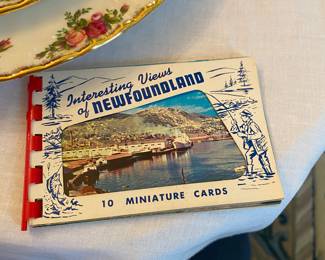 Interesting Views
of NEWFOUNDLAND
10 MINIATURE CARDS